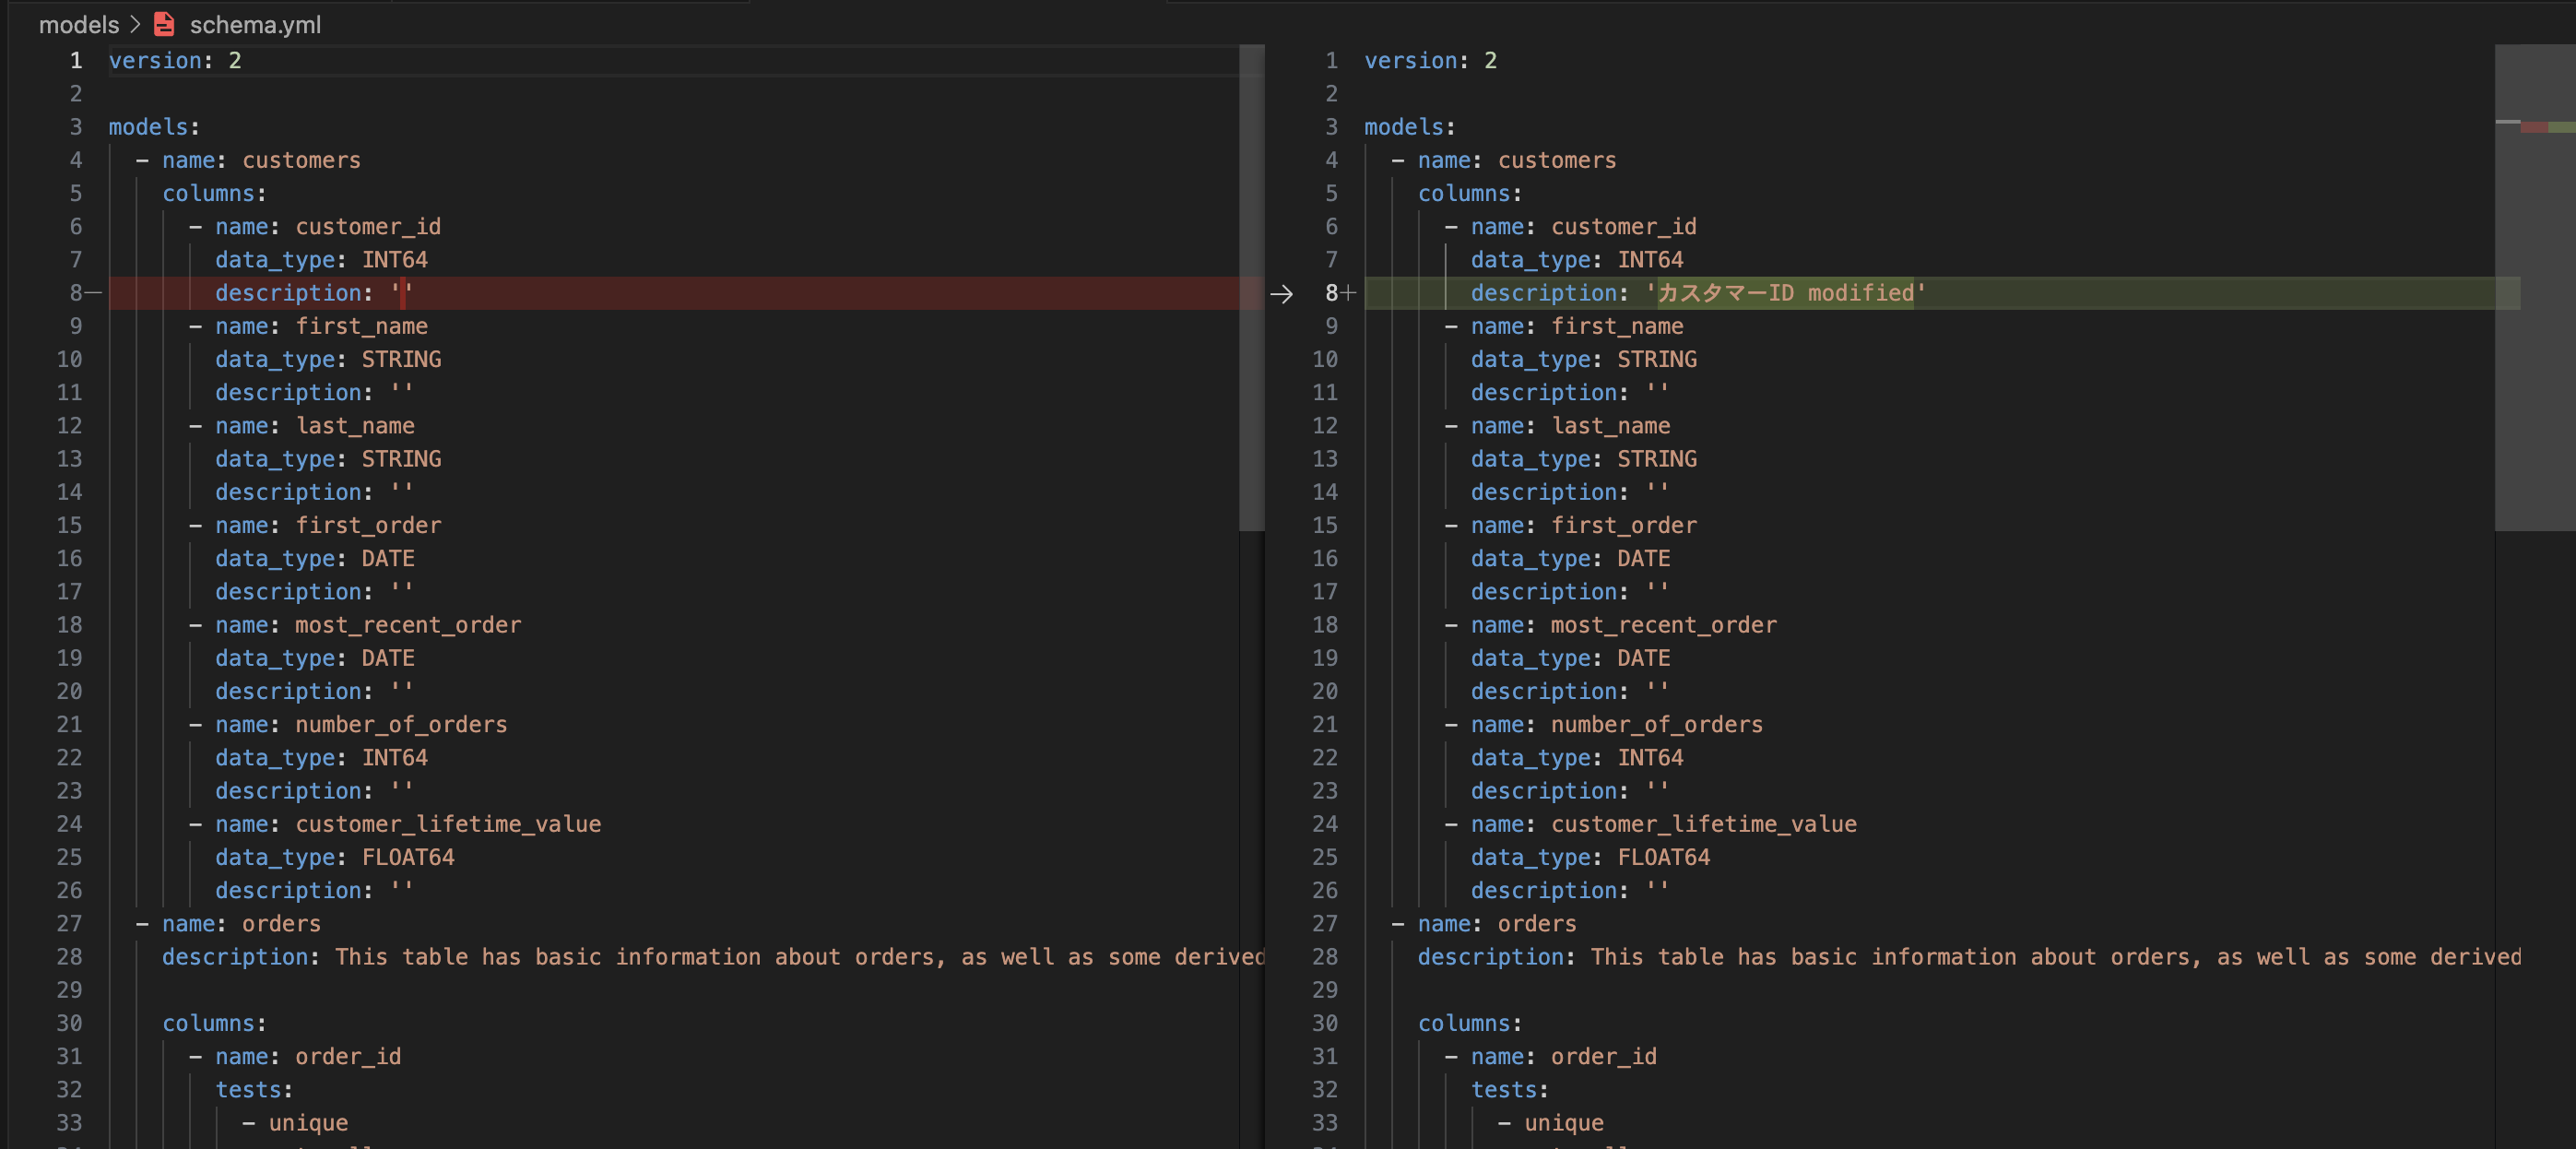 models > schema.yml
1 version: 2
2
3 models:
4 - name: customers
5 columns:
6 - name: customer_id
7 data_type: INT64
8— description: ''
9 - name: first_name
10 data_type: STRING
11 description: ''
12 - name: last_name
13 data_type: STRING
14 description: ''
15 - name: first_order
16 data_type: DATE
17 description: ''
18 - name: most_recent_order
19 data_type: DATE
20 description: ''
21 - name: number_of_orders
22 data_type: INT64
23 description: ''
24 - name: customer_lifetime_value
25 data_type: FLOAT64
26 description: ''
27 - name: orders
28 description: This table has basic information about orders, as well as some derived
29
30 columns:
31 - name: order_id
32 tests:
33 - unique
1 version: 2
2
3 models:
4 - name: customers
5 columns:
6 - name: customer_id
7 data_type: INT64
→ 8+ description: 'カスタマーID modified'
9 - name: first_name
10 data_type: STRING
11 description: ''
12 - name: last_name
13 data_type: STRING
14 description: ''
15 - name: first_order
16 data_type: DATE
17 description: ''
18 - name: most_recent_order
19 data_type: DATE
20 description: ''
21 - name: number_of_orders
22 data_type: INT64
23 description: ''
24 - name: customer_lifetime_value
25 data_type: FLOAT64
26 description: ''
27 - name: orders
28 description: This table has basic information about orders, as well as some derived
29
30 columns:
31 - name: order_id
32 tests:
33 - unique